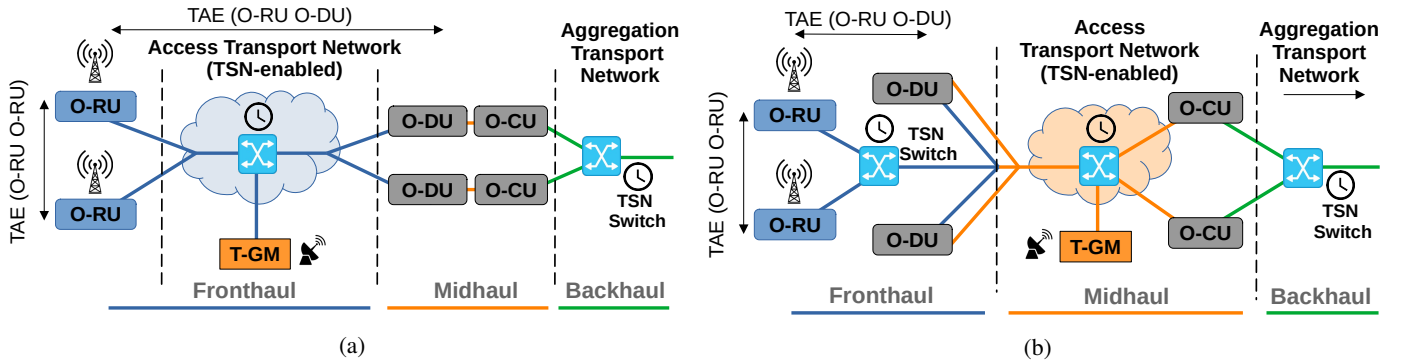 TAE (O-RU O-DU)
Access Transport Network
(TSN-enabled)
Aggregation
Transport
Network
TAE (O-RU O-RU)
O-RU
O-RU
O-DU
O-CU
O-DU
O-CU
TSN
Switch
T-GM
Fronthaul
Midhaul
Backhaul
(a)
TAE (O-RU O-DU)
Access
Transport Network
(TSN-enabled)
Aggregation
Transport
Network
TAE (O-RU O-RU)
O-RU
O-RU
O-DU
TSN
Switch
O-DU
O-CU
O-CU
T-GM
TSN
Switch
Fronthaul
Midhaul
Backhaul
(b)